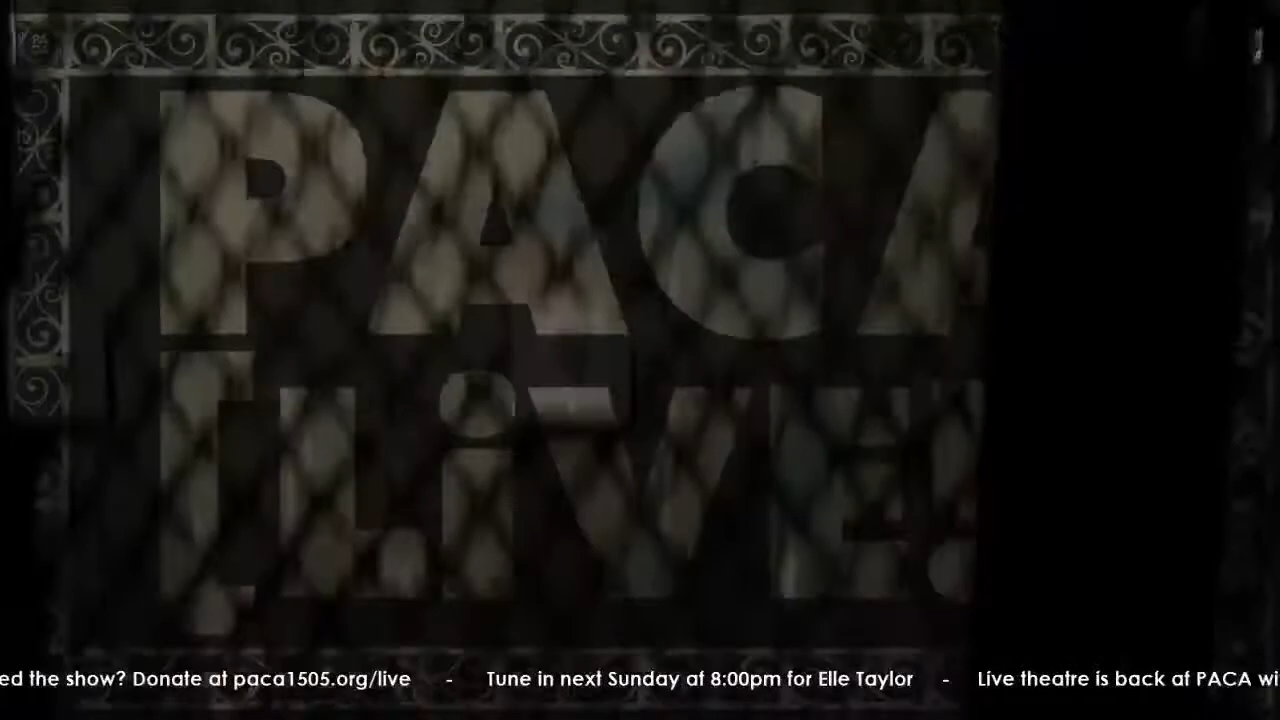 PACA
LiVE!
ed the show? Donate at paca1505.org/live - Tune in next Sunday at 8:00pm for Elle Taylor - Live theatre is back at PACA wi